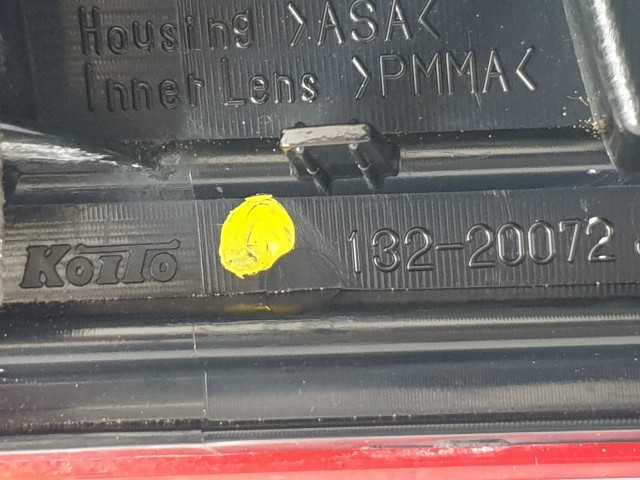 Housing >ASA<
Inner Lens >PMMA<
KOITO 132-20072